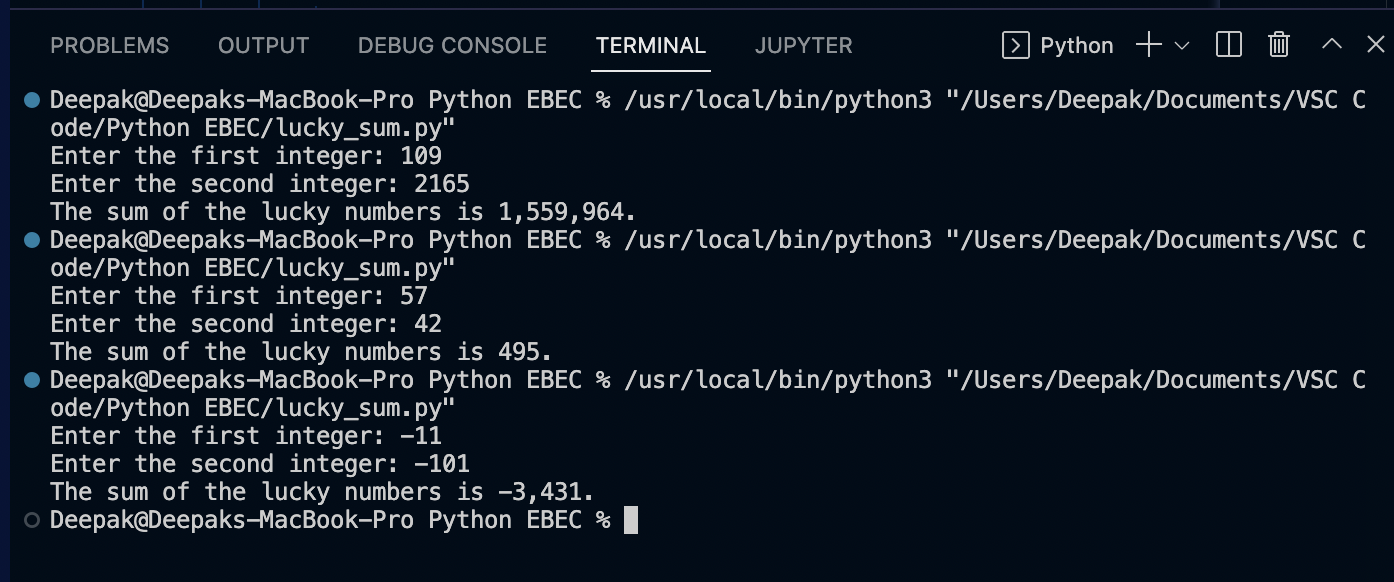 PROBLEMS OUTPUT DEBUG CONSOLE TERMINAL JUPYTER Python
Deepak@Deepaks-MacBook-Pro Python EBEC % /usr/local/bin/python3 "/Users/Deepak/Documents/VSC C
ode/Python EBEC/lucky_sum.py"
Enter the first integer: 109
Enter the second integer: 2165
The sum of the lucky numbers is 1,559,964.
Deepak@Deepaks-MacBook-Pro Python EBEC % /usr/local/bin/python3 "/Users/Deepak/Documents/VSC C
ode/Python EBEC/lucky_sum.py"
Enter the first integer: 57
Enter the second integer: 42
The sum of the lucky numbers is 495.
Deepak@Deepaks-MacBook-Pro Python EBEC % /usr/local/bin/python3 "/Users/Deepak/Documents/VSC C
ode/Python EBEC/lucky_sum.py"
Enter the first integer: -11
Enter the second integer: -101
The sum of the lucky numbers is -3,431.
Deepak@Deepaks-MacBook-Pro Python EBEC %